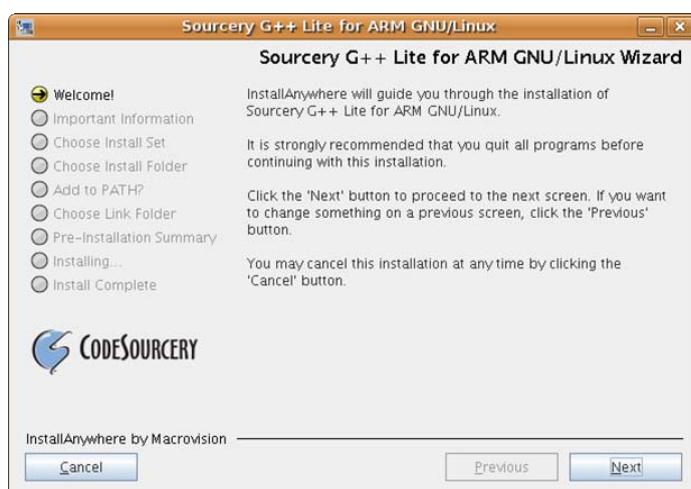 Sourcery G++ Lite for ARM GNU/Linux
Sourcery G++ Lite for ARM GNU/Linux Wizard
Welcome!
Important Information
Choose Install Set
Choose Install Folder
Add to PATH?
Choose Link Folder
Pre-Installation Summary
Installing...
Install Complete
InstallAnywhere will guide you through the installation of
Sourcery G++ Lite for ARM GNU/Linux.
It is strongly recommended that you quit all programs before
continuing with this installation.
Click the 'Next' button to proceed to the next screen. If you want
to change something on a previous screen, click the 'Previous'
button.
You may cancel this installation at any time by clicking the
'Cancel' button.
CODESOURCERY
InstallAnywhere by Macrovision
Cancel
Previous
Next